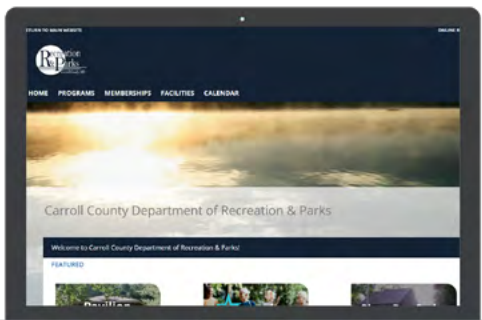 RETURN TO MAIN WEBSITE
Recreation
& Parks
HOME PROGRAMS MEMBERSHIPS FACILITIES CALENDAR
Carroll County Department of Recreation & Parks
Welcome to Carroll County Department of Recreation & Parks!
FEATURED
Pavilion